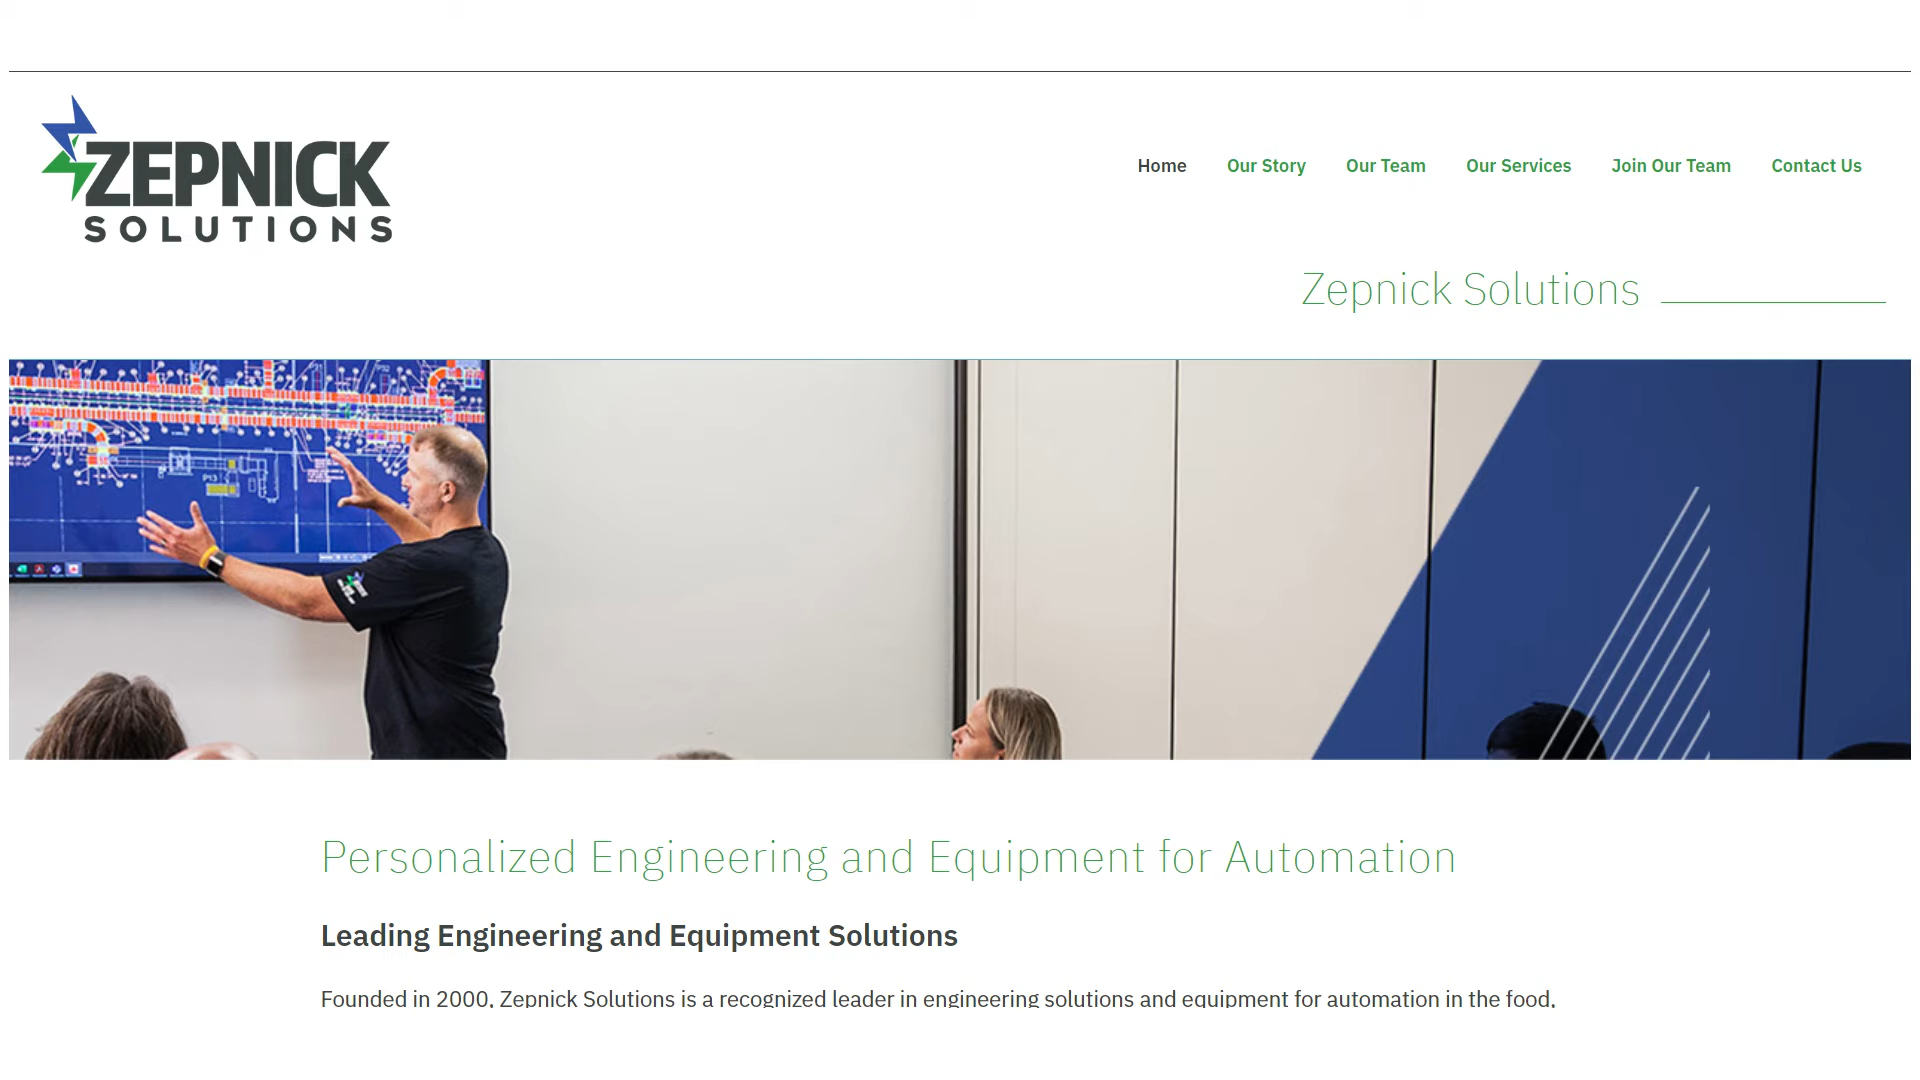 ZEPNICK
SOLUTIONS
Home Our Story Our Team Our Services Join Our Team Contact Us
Zepnick Solutions
P13
Personalized Engineering and Equipment for Automation
Leading Engineering and Equipment Solutions
Founded in 2000, Zepnick Solutions is a recognized leader in engineering solutions and equipment for automation in the food,